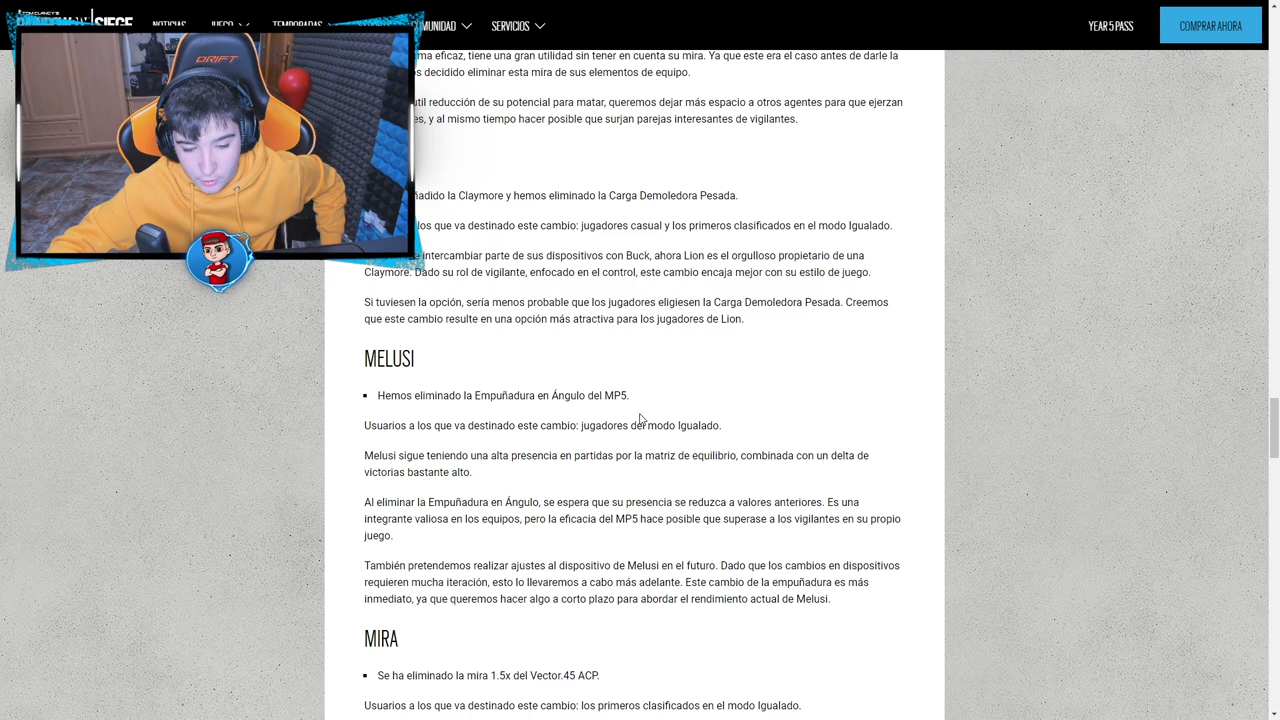 TOM CLANCY'S
SIEGE
NOTICIAS JUEGO TEMPORADAS SERVICIOS YEAR 5 PASS COMPRAR AHORA
ma eficaz, tiene una gran utilidad sin tener en cuenta su mira. Ya que este era el caso antes de darle la
decidido eliminar esta mira de sus elementos de equipo.
reducción de su potencial para matar, queremos dejar más espacio a otros agentes para que ejerzan
y al mismo tiempo hacer posible que surjan parejas interesantes de vigilantes.
DRIFT
la Claymore y hemos eliminado la Carga Demoledora Pesada.
los que va destinado este cambio: jugadores casual y los primeros clasificados en el modo Igualado.
intercambiar parte de sus dispositivos con Buck, ahora Lion es el orgulloso propietario de una
Claymore. Dado su rol de vigilante, enfocado en el control, este cambio encaja mejor con su estilo de juego.
Si tuviesen la opción, sería menos probable que los jugadores eligiesen la Carga Demoledora Pesada. Creemos
que este cambio resulte en una opción más atractiva para los jugadores de Lion.
MELUSI
Hemos eliminado la Empuñadura en Ángulo del MP5.
Usuarios a los que va destinado este cambio: jugadores del modo Igualado.
Melusi sigue teniendo una alta presencia en partidas por la matriz de equilibrio, combinada con un delta de
victorias bastante alto.
Al eliminar la Empuñadura en Ángulo, se espera que su presencia se reduzca a valores anteriores. Es una
integrante valiosa en los equipos, pero la eficacia del MP5 hace posible que superase a los vigilantes en su propio
juego.
También pretendemos realizar ajustes al dispositivo de Melusi en el futuro. Dado que los cambios en dispositivos
requieren mucha iteración, esto lo llevaremos a cabo más adelante. Este cambio de la empuñadura es más
inmediato, ya que queremos hacer algo a corto plazo para abordar el rendimiento actual de Melusi.
MIRA
Se ha eliminado la mira 1.5x del Vector.45 ACP.
Usuarios a los que va destinado este cambio: los primeros clasificados en el modo Igualado.